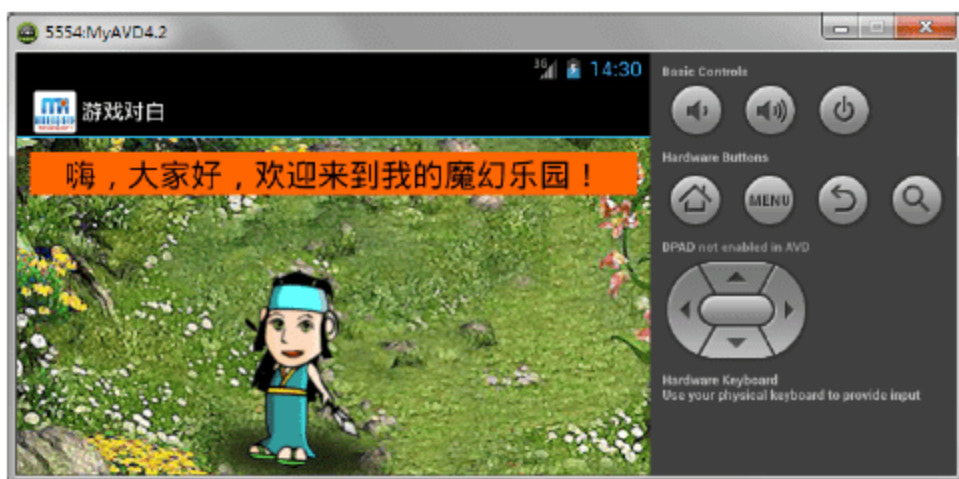 5554:MyAVD4.2
3G
14:30
游戏对白
嗨，大家好，欢迎来到我的魔幻乐园！
Basic Controls
Hardware Buttons
MENU
DPAD not enabled in AVD
Hardware Keyboard
Use your physical keyboard to provide input